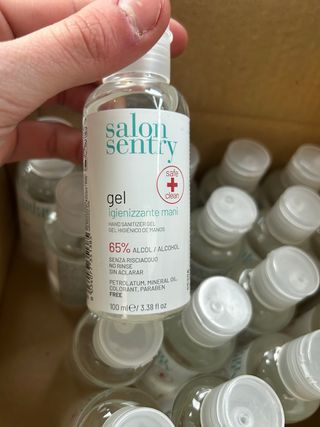 salon
sentry
safe
clean
gel
igienizzante mani
HAND SANITIZER GEL
GEL HIGIÉNICO DE MANOS
65% ALCOL / ALCOHOL
SENZA RISCIACQUO
NO RINSE
SIN ACLARAR
PETROLATUM, MINERAL OIL,
COLORANT, PARABEN
FREE
100 ml ℮/ 3.38 fl oz